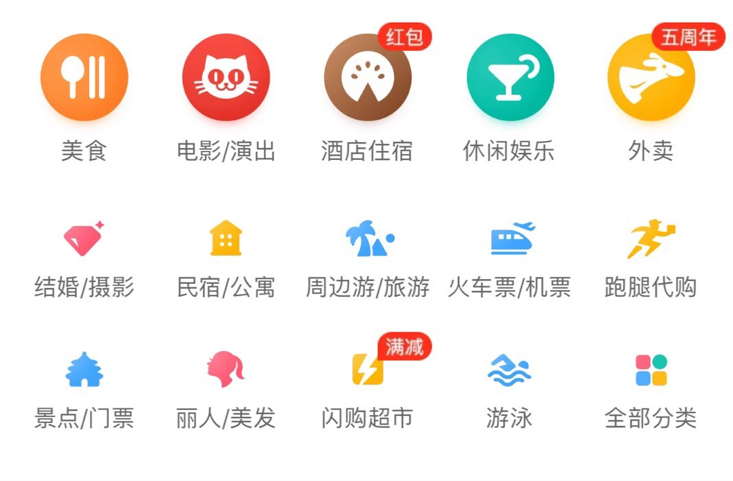 红包
五周年
美食
电影/演出
酒店住宿
休闲娱乐
外卖
结婚/摄影
民宿/公寓
周边游/旅游
火车票/机票
跑腿代购
满减
景点/门票
丽人/美发
闪购超市
游泳
全部分类